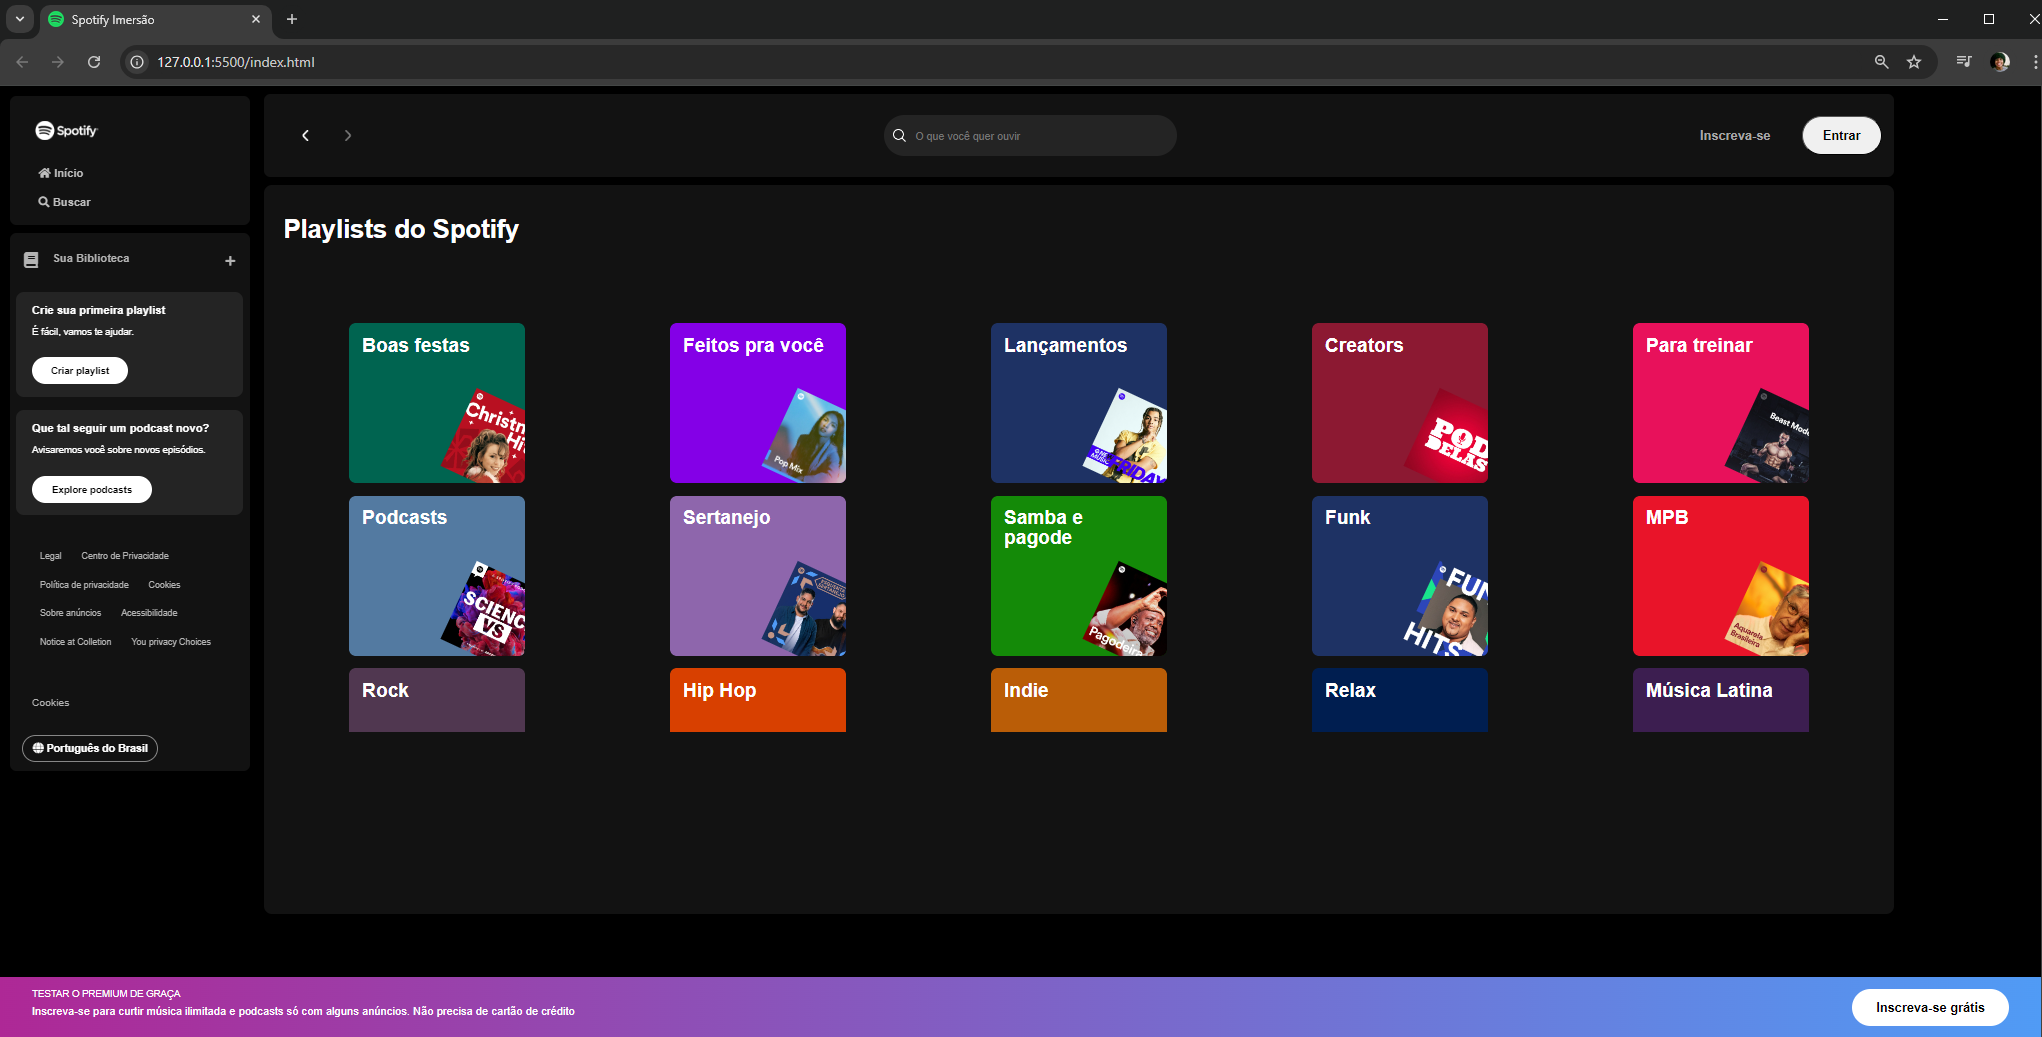 Spotify Imersão
127.0.0.1:5500/index.html
Spotify
Início
Buscar
Sua Biblioteca
Crie sua primeira playlist
É fácil, vamos te ajudar.
Criar playlist
Que tal seguir um podcast novo?
Avisaremos você sobre novos episódios.
Explore podcasts
Legal Centro de Privacidade
Política de privacidade Cookies
Sobre anúncios Acessibilidade
Notice at Colletion You privacy Choices
Cookies
Português do Brasil
O que você quer ouvir
Inscreva-se
Entrar
Playlists do Spotify
Boas festas
Christm
Hi
Feitos pra você
Pop Mix
Lançamentos
FRIDAY
Creators
POD
DELAS
Para treinar
Beast Mode
Podcasts
SCIENC
VS
Sertanejo
Samba e
pagode
Pagodeira
Funk
FUN
HITS
MPB
Aquarela
Brasileira
Rock
Hip Hop
Indie
Relax
Música Latina
TESTAR O PREMIUM DE GRAÇA
Inscreva-se para curtir música ilimitada e podcasts só com alguns anúncios. Não precisa de cartão de crédito
Inscreva-se grátis